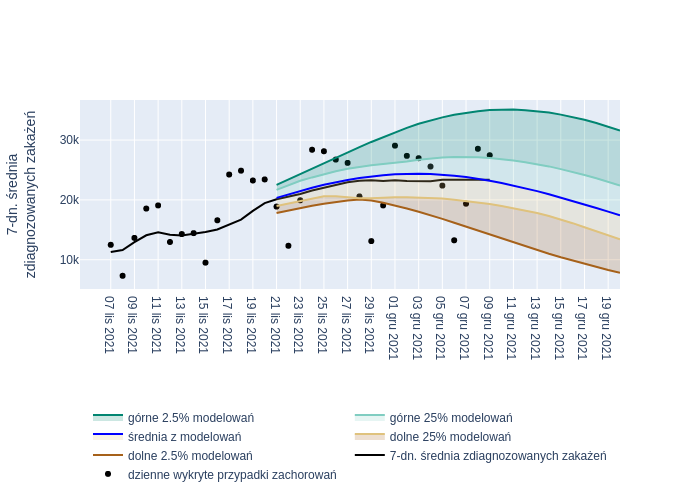 7-dn. średnia
zdiagnozowanych zakażeń
30k
20k
10k
07 lis 2021
09 lis 2021
11 lis 2021
13 lis 2021
15 lis 2021
17 lis 2021
19 lis 2021
21 lis 2021
23 lis 2021
25 lis 2021
27 lis 2021
29 lis 2021
01 gru 2021
03 gru 2021
05 gru 2021
07 gru 2021
09 gru 2021
11 gru 2021
13 gru 2021
15 gru 2021
17 gru 2021
19 gru 2021
górne 2.5% modelowań
górne 25% modelowań
średnia z modelowań
dolne 25% modelowań
dolne 2.5% modelowań
7-dn. średnia zdiagnozowanych zakażeń
dzienne wykryte przypadki zachorowań